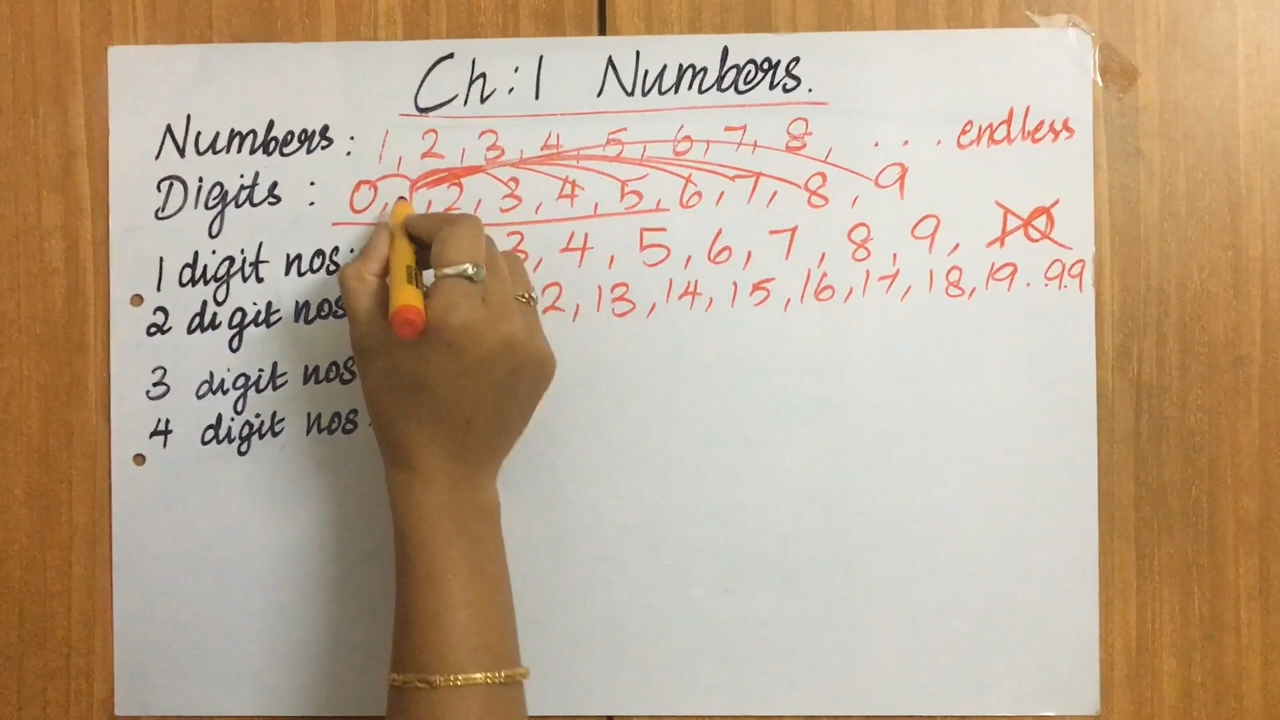 Ch:1 Numbers.
Numbers: 1, 2, 3, 4, 5, 6, 7, 8, . . . endless
Digits : 0, , 2, 3, 4, 5, 6, 7, 8, 9
1 digit nos: 3, 4, 5, 6, 7, 8, 9, 10
2 digit nos 2, 13, 14, 15, 16, 17, 18, 19. .99
3 digit nos
4 digit nos.